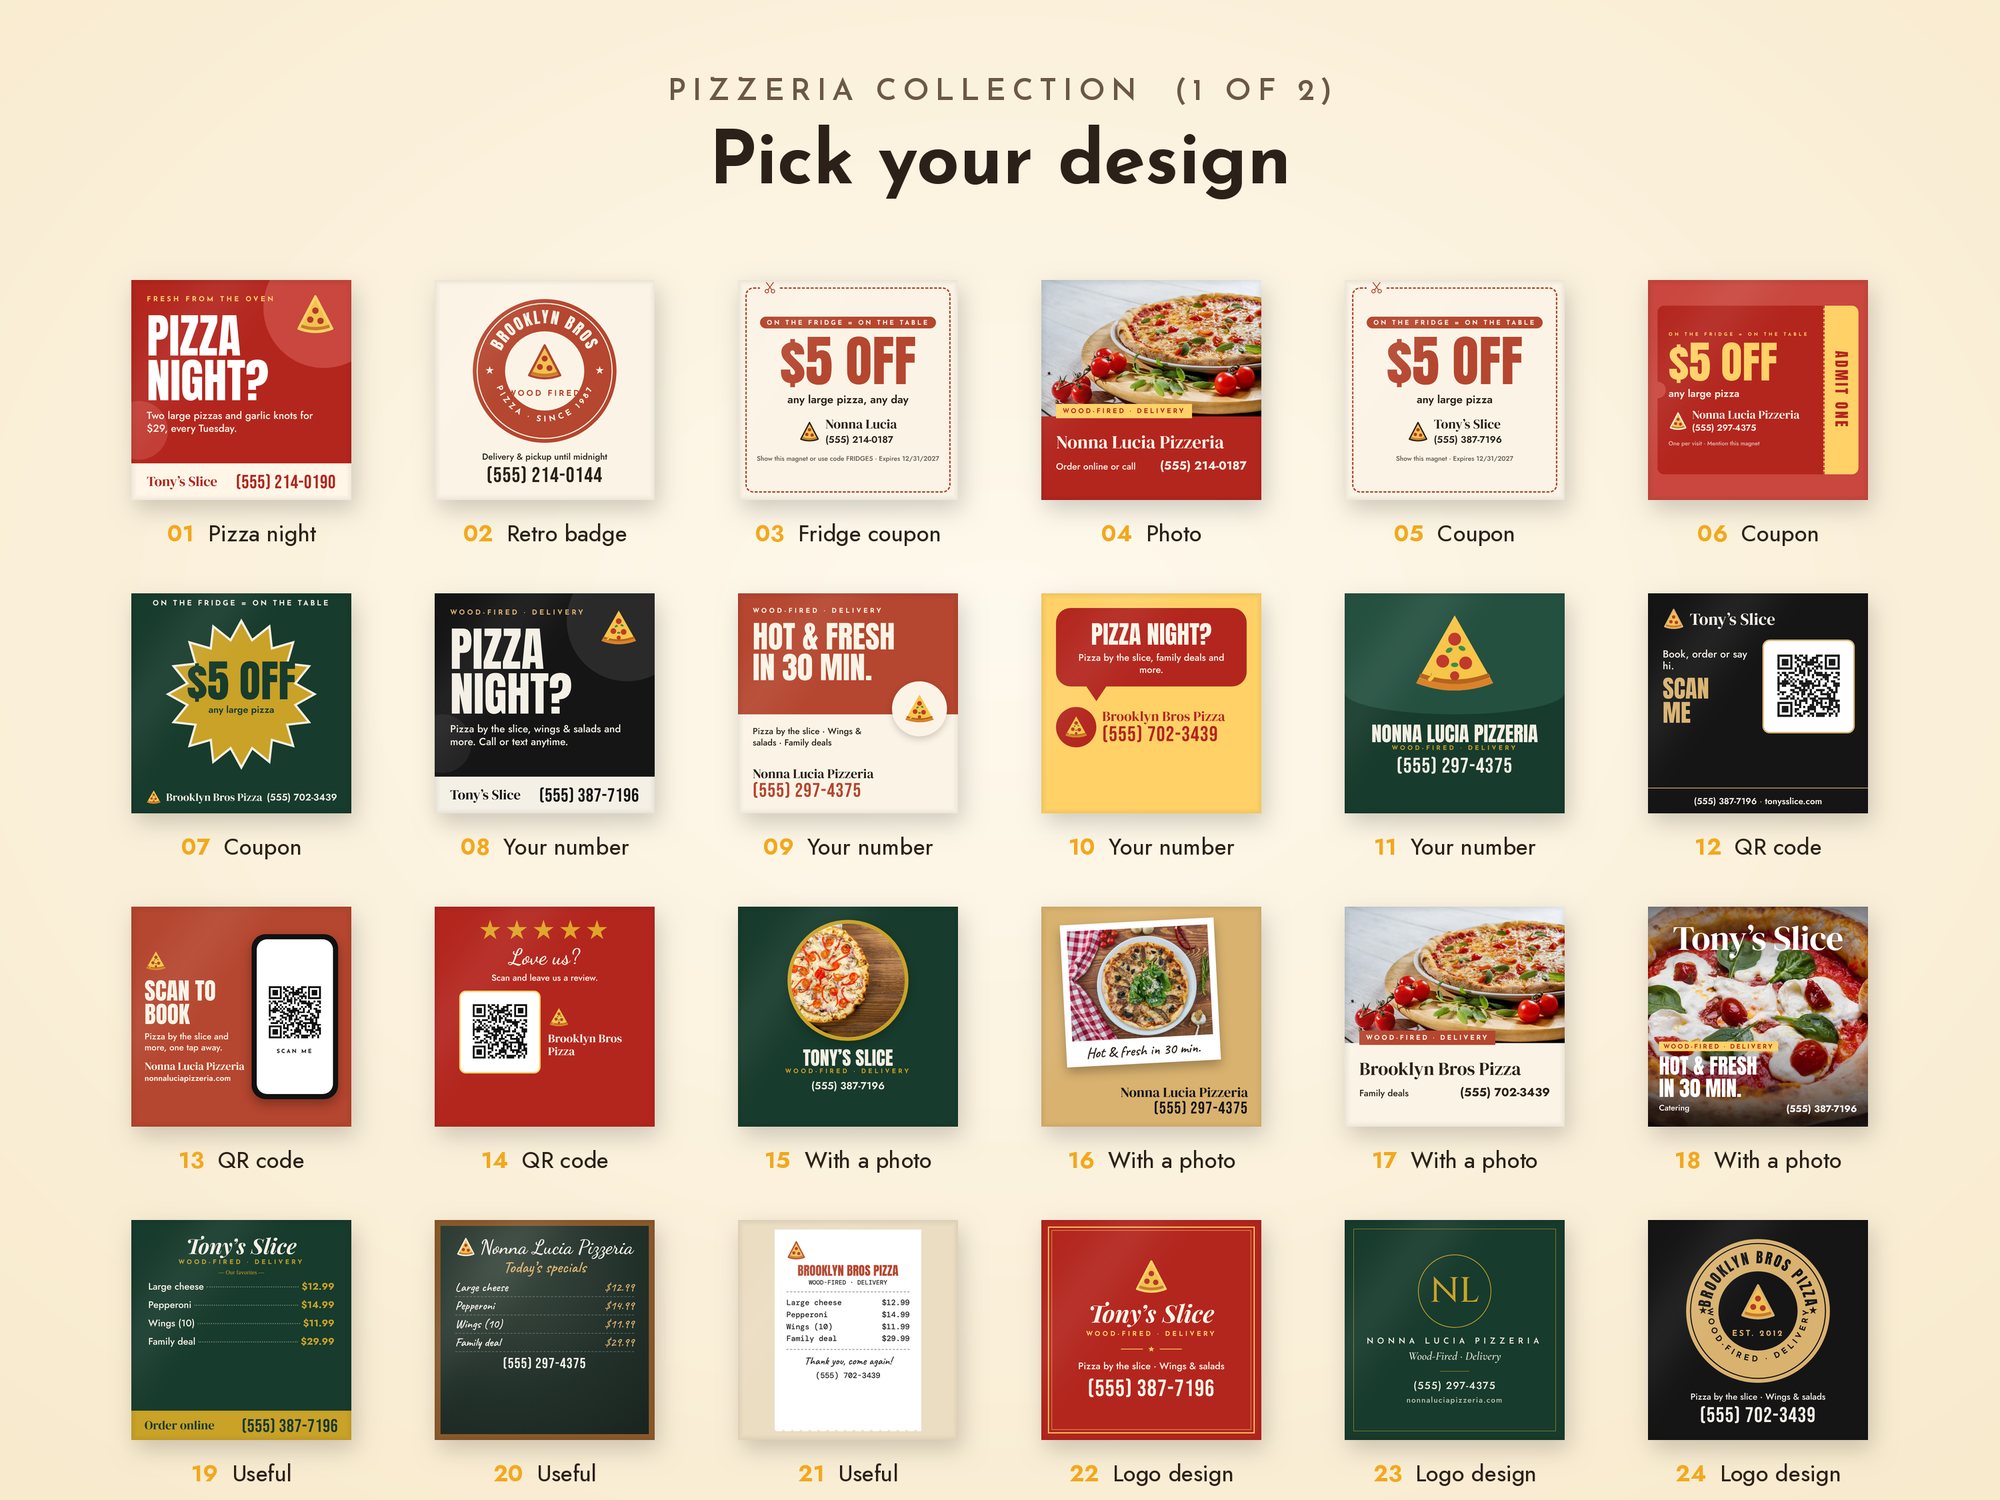 PIZZERIA COLLECTION (1 OF 2)
Pick your design
FRESH FROM THE OVEN
PIZZA
NIGHT?
Two large pizzas and garlic knots for
$29, every Tuesday.
Tony's Slice (555) 214-0190
01 Pizza night
BROOKLYN BROS
WOOD FIRED
PIZZA · SINCE 1987
Delivery & pickup until midnight
(555) 214-0144
02 Retro badge
ON THE FRIDGE = ON THE TABLE
$5 OFF
any large pizza, any day
Nonna Lucia
(555) 214-0187
Show this magnet or use code FRIDGE5 · Expires 12/31/2027
03 Fridge coupon
WOOD-FIRED · DELIVERY
Nonna Lucia Pizzeria
Order online or call (555) 214-0187
04 Photo
ON THE FRIDGE = ON THE TABLE
$5 OFF
any large pizza
Tony's Slice
(555) 387-7196
Show this magnet · Expires 12/31/2027
05 Coupon
ON THE FRIDGE = ON THE TABLE
$5 OFF
any large pizza
Nonna Lucia Pizzeria
(555) 297-4375
One per visit · Mention this magnet
ADMIT ONE
06 Coupon
ON THE FRIDGE = ON THE TABLE
$5 OFF
any large pizza
Brooklyn Bros Pizza (555) 702-3439
07 Coupon
WOOD-FIRED · DELIVERY
PIZZA
NIGHT?
Pizza by the slice, wings & salads and
more. Call or text anytime.
Tony's Slice (555) 387-7196
08 Your number
WOOD-FIRED · DELIVERY
HOT & FRESH
IN 30 MIN.
Pizza by the slice · Wings &
salads · Family deals
Nonna Lucia Pizzeria
(555) 297-4375
09 Your number
PIZZA NIGHT?
Pizza by the slice, family deals and
more.
Brooklyn Bros Pizza
(555) 702-3439
10 Your number
NONNA LUCIA PIZZERIA
WOOD-FIRED · DELIVERY
(555) 297-4375
11 Your number
Tony's Slice
Book, order or say
hi.
SCAN
ME
(555) 387-7196 · tonysslice.com
12 QR code
SCAN TO
BOOK
Pizza by the slice and
more, one tap away.
Nonna Lucia Pizzeria
nonnaluciapizzeria.com
SCAN ME
13 QR code
Love us?
Scan and leave us a review.
Brooklyn Bros
Pizza
14 QR code
TONY'S SLICE
WOOD-FIRED · DELIVERY
(555) 387-7196
15 With a photo
Hot & fresh in 30 min.
Nonna Lucia Pizzeria
(555) 297-4375
16 With a photo
WOOD-FIRED · DELIVERY
Brooklyn Bros Pizza
Family deals (555) 702-3439
17 With a photo
Tony's Slice
WOOD-FIRED · DELIVERY
HOT & FRESH
IN 30 MIN.
Catering (555) 387-7196
18 With a photo
Tony's Slice
WOOD-FIRED · DELIVERY
— Our favorites —
Large cheese $12.99
Pepperoni $14.99
Wings (10) $11.99
Family deal $29.99
Order online (555) 387-7196
19 Useful
Nonna Lucia Pizzeria
Today's specials
Large cheese $12.99
Pepperoni $14.99
Wings (10) $11.99
Family deal $29.99
(555) 297-4375
20 Useful
BROOKLYN BROS PIZZA
WOOD-FIRED · DELIVERY
Large cheese $12.99
Pepperoni $14.99
Wings (10) $11.99
Family deal $29.99
Thank you, come again!
(555) 702-3439
21 Useful
Tony's Slice
WOOD-FIRED · DELIVERY
Pizza by the slice · Wings & salads
(555) 387-7196
22 Logo design
NL
NONNA LUCIA PIZZERIA
Wood-Fired · Delivery
(555) 297-4375
nonnaluciapizzeria.com
23 Logo design
BROOKLYN BROS PIZZA
EST. 2012
WOOD-FIRED · DELIVERY
Pizza by the slice · Wings & salads
(555) 702-3439
24 Logo design